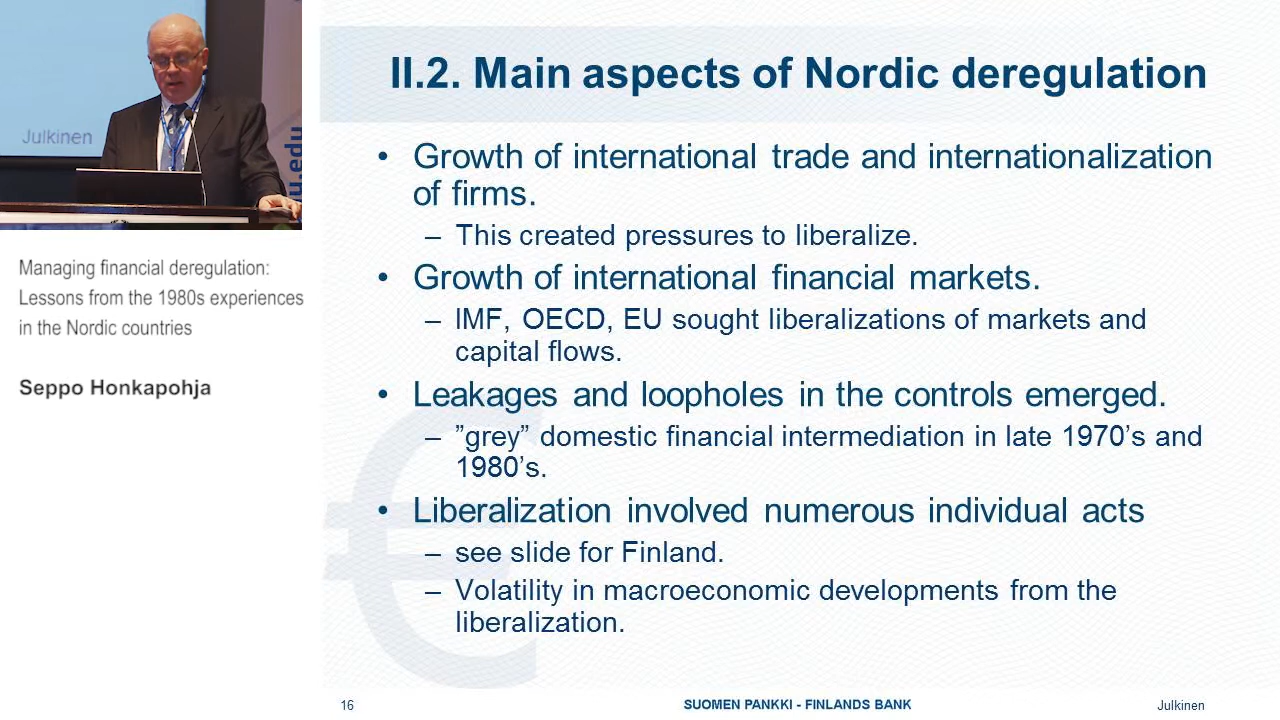 Julkinen
u.edu
Managing financial deregulation:
Lessons from the 1980s experiences
in the Nordic countries
Seppo Honkapohja
II.2. Main aspects of Nordic deregulation
• Growth of international trade and internationalization
of firms.
– This created pressures to liberalize.
• Growth of international financial markets.
– IMF, OECD, EU sought liberalizations of markets and
capital flows.
• Leakages and loopholes in the controls emerged.
– ”grey” domestic financial intermediation in late 1970’s and
1980’s.
• Liberalization involved numerous individual acts
– see slide for Finland.
– Volatility in macroeconomic developments from the
liberalization.
16
SUOMEN PANKKI - FINLANDS BANK
Julkinen